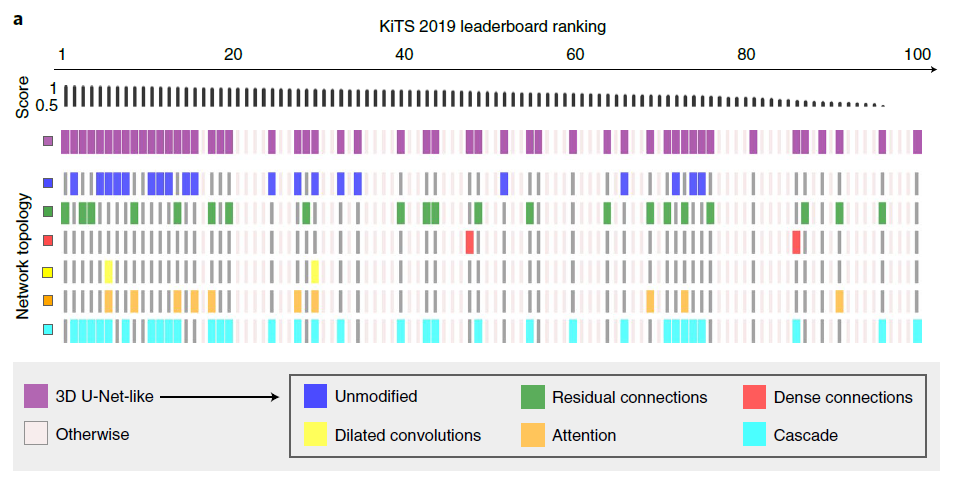 a
KiTS 2019 leaderboard ranking
1 20 40 60 80 100
Score
1
0.5
Network topology
3D U-Net-like
Unmodified
Residual connections
Dense connections
Otherwise
Dilated convolutions
Attention
Cascade